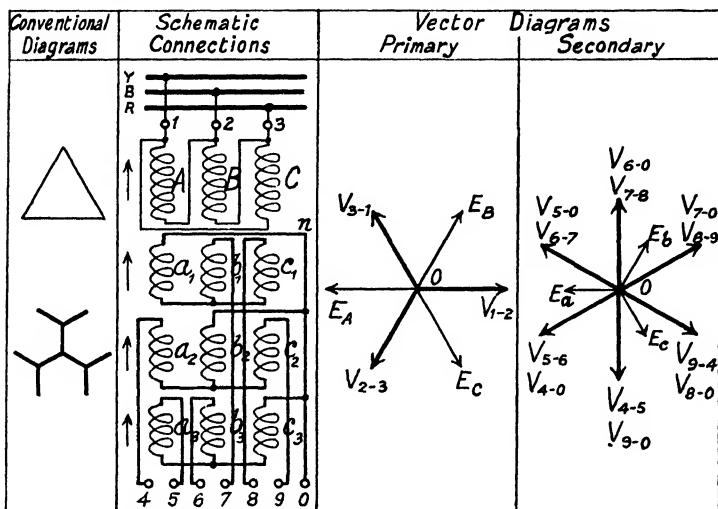 Conventional Diagrams
Schematic Connections
Vector Diagrams
Primary
Secondary
Y
B
R
1 2 3
A B C
n
a1 b1 c1
a2 b2 c2
a3 b3 c3
4 5 6 7 8 9 0
V3-1
EB
O
EA
V1-2
V2-3
EC
V6-0
V7-8
V5-0
V6-7
V7-0
V8-9
Eb
Ea
O
Ec
V5-6
V4-0
V9-4
V8-0
V4-5
V9-0